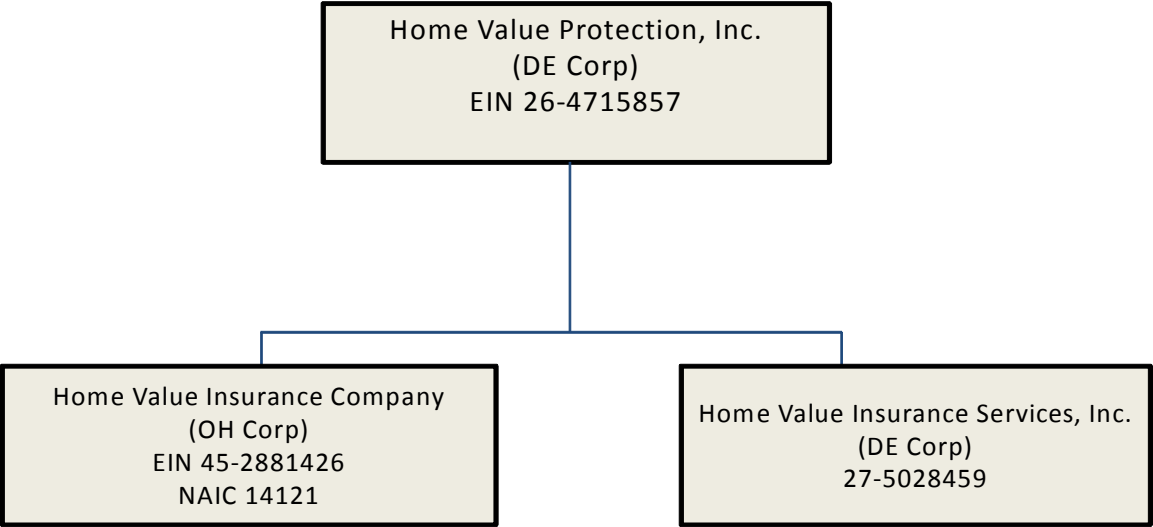 Home Value Protection, Inc.
(DE Corp)
EIN 26-4715857
Home Value Insurance Company
(OH Corp)
EIN 45-2881426
NAIC 14121
Home Value Insurance Services, Inc.
(DE Corp)
27-5028459